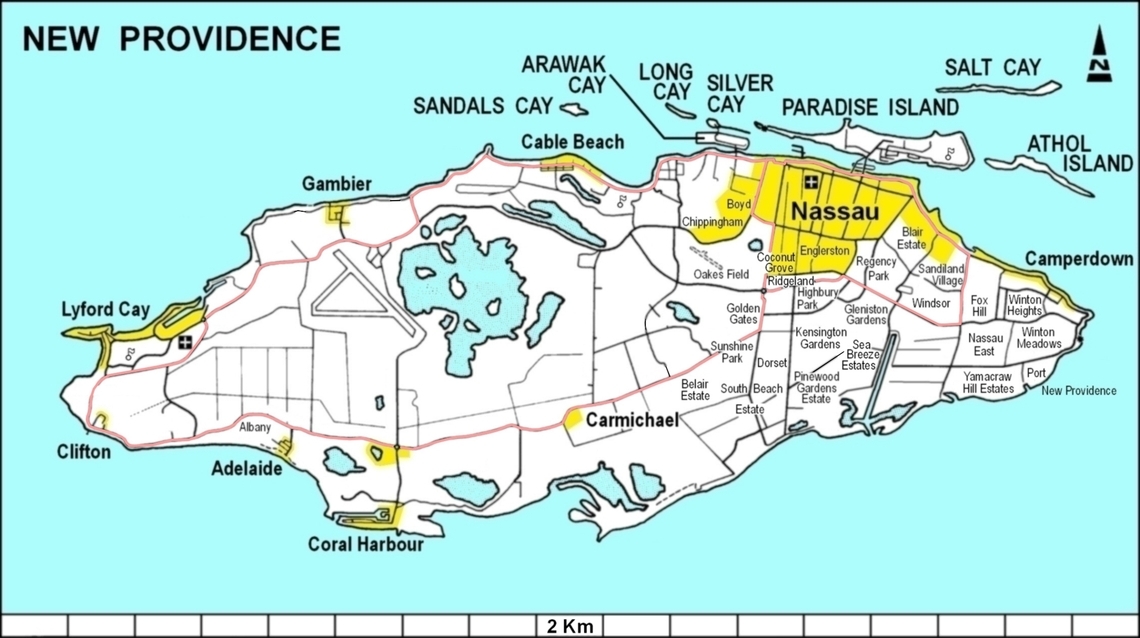 NEW PROVIDENCE
N
ARAWAK
CAY
LONG
CAY
SILVER
CAY
SALT CAY
SANDALS CAY
PARADISE ISLAND
ATHOL
ISLAND
Cable Beach
Gambier
Nassau
Boyd
Chippingham
Blair
Estate
Camperdown
Englerston
Coconut
Grove
Regency
Park
Sandiland
Village
Oakes Field
Ridgeland
Highbury
Park
Windsor
Fox
Hill
Winton
Heights
Lyford Cay
Golden
Gates
Gleniston
Gardens
Kensington
Gardens
Nassau
East
Winton
Meadows
Sunshine
Park
Sea
Breeze
Estates
Dorset
Port
New Providence
Pinewood
Gardens
Estate
Yamacraw
Hill Estates
Belair
Estate
South Beach
Estate
Carmichael
Albany
Clifton
Adelaide
Coral Harbour
2 Km